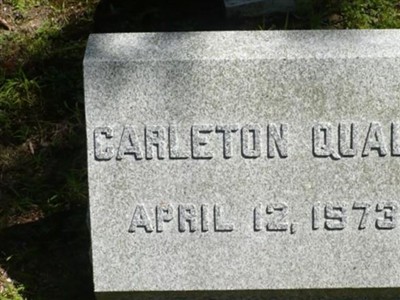 CARLETON QUAL
APRIL 12, 1973